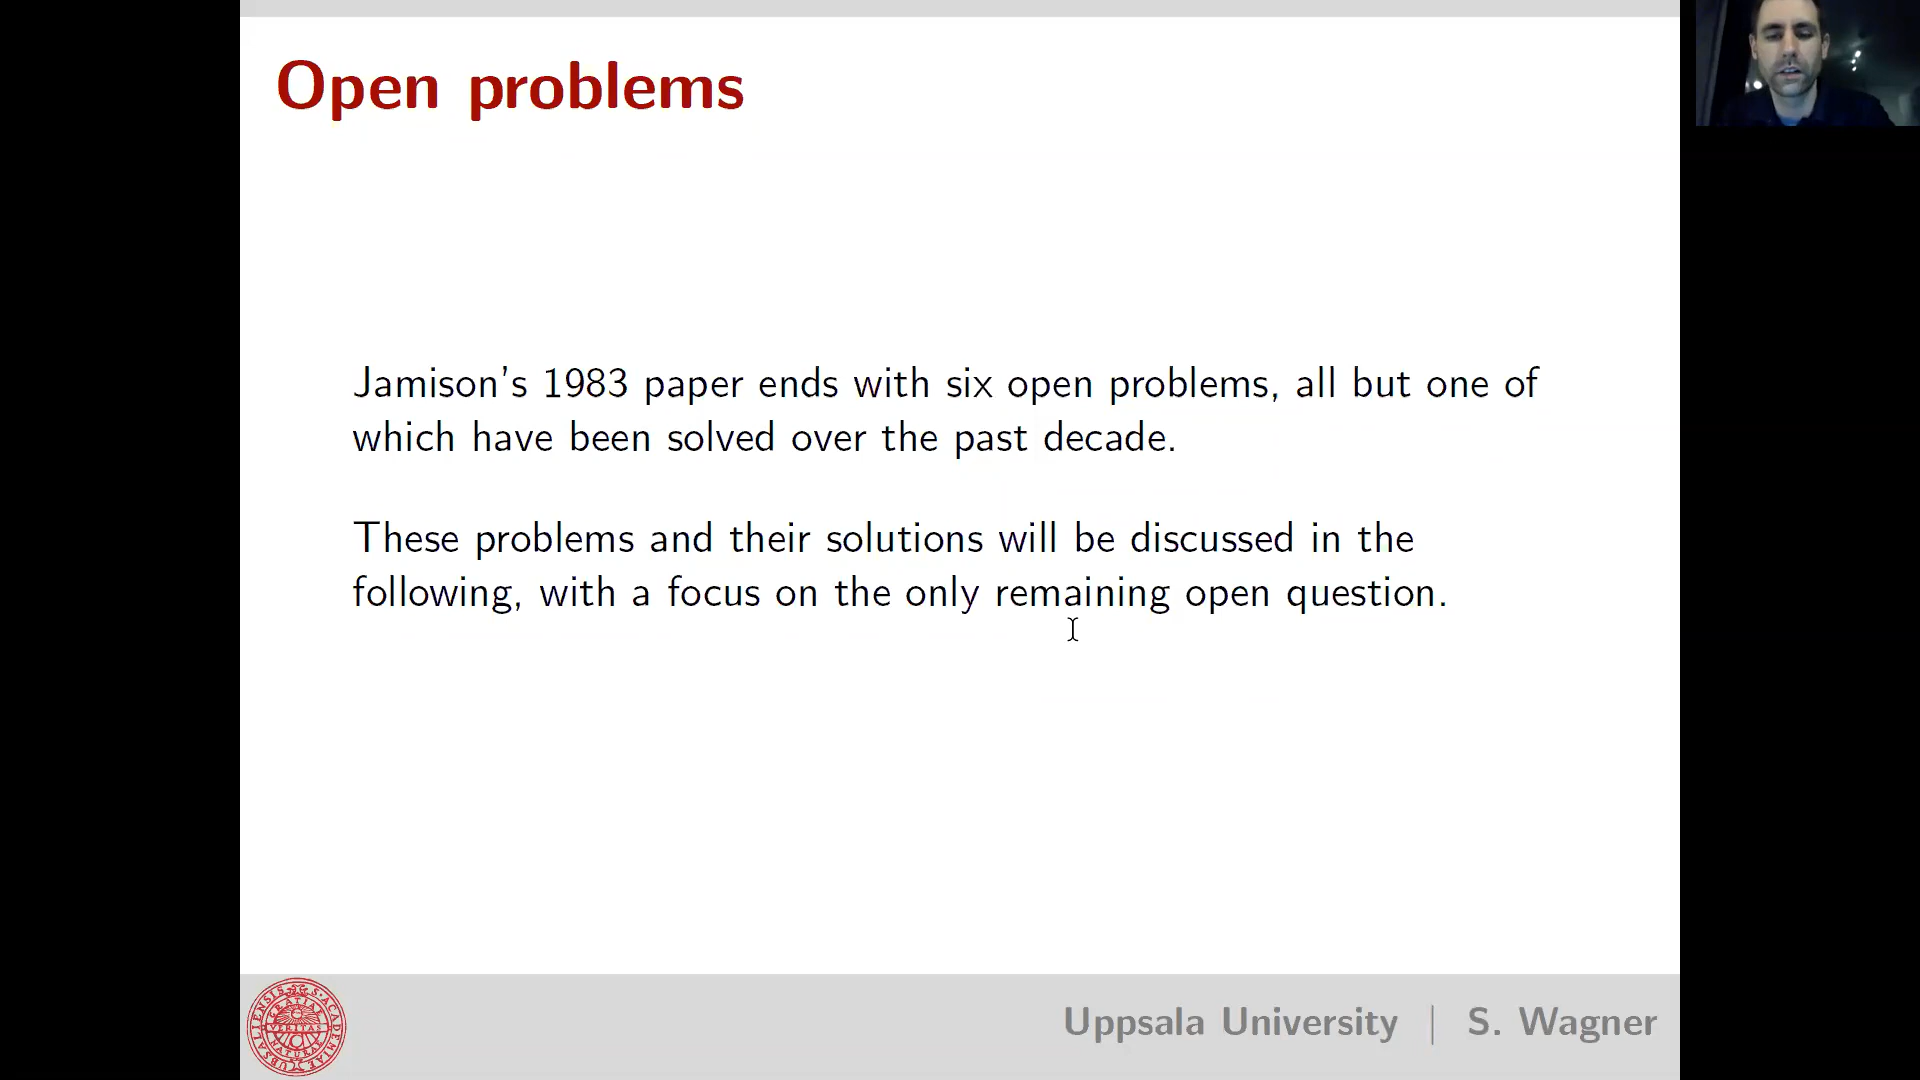 Open problems
Jamison's 1983 paper ends with six open problems, all but one of
which have been solved over the past decade.
These problems and their solutions will be discussed in the
following, with a focus on the only remaining open question.
Uppsala University | S. Wagner